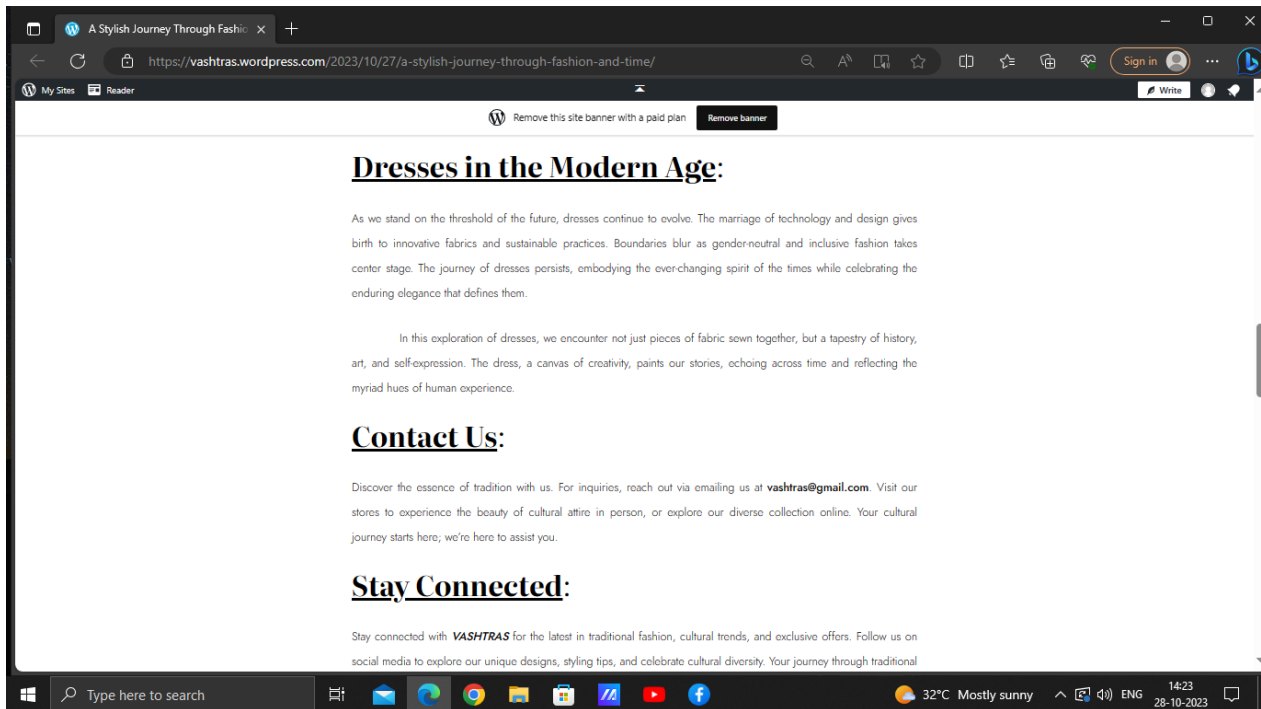 A Stylish Journey Through Fashio
https://vashtras.wordpress.com/2023/10/27/a-stylish-journey-through-fashion-and-time/
Sign in
My Sites
Reader
Write
Remove this site banner with a paid plan
Remove banner
Dresses in the Modern Age:
As we stand on the threshold of the future, dresses continue to evolve. The marriage of technology and design gives
birth to innovative fabrics and sustainable practices. Boundaries blur as gender-neutral and inclusive fashion takes
center stage. The journey of dresses persists, embodying the ever-changing spirit of the times while celebrating the
enduring elegance that defines them.
In this exploration of dresses, we encounter not just pieces of fabric sewn together, but a tapestry of history,
art, and self-expression. The dress, a canvas of creativity, paints our stories, echoing across time and reflecting the
myriad hues of human experience.
Contact Us:
Discover the essence of tradition with us. For inquiries, reach out via emailing us at vashtras@gmail.com. Visit our
stores to experience the beauty of cultural attire in person, or explore our diverse collection online. Your cultural
journey starts here; we're here to assist you.
Stay Connected:
Stay connected with VASHTRAS for the latest in traditional fashion, cultural trends, and exclusive offers. Follow us on
social media to explore our unique designs, styling tips, and celebrate cultural diversity. Your journey through traditional
Type here to search
32°C Mostly sunny
ENG
14:23
28-10-2023